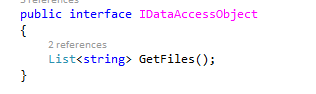 public interface IDataAccessObject
{
2 references
List<string> GetFiles();
}